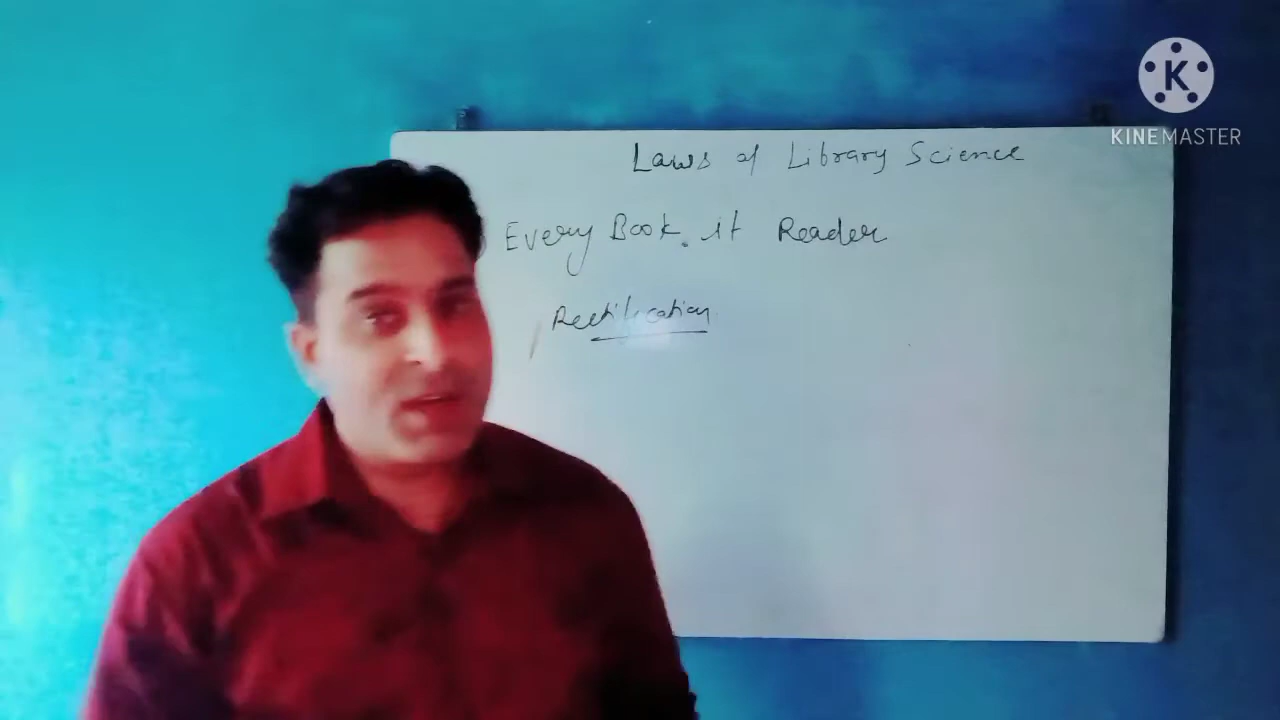 K
KINEMASTER
Laws of Library Science
Every Book. it Reader
Rectification